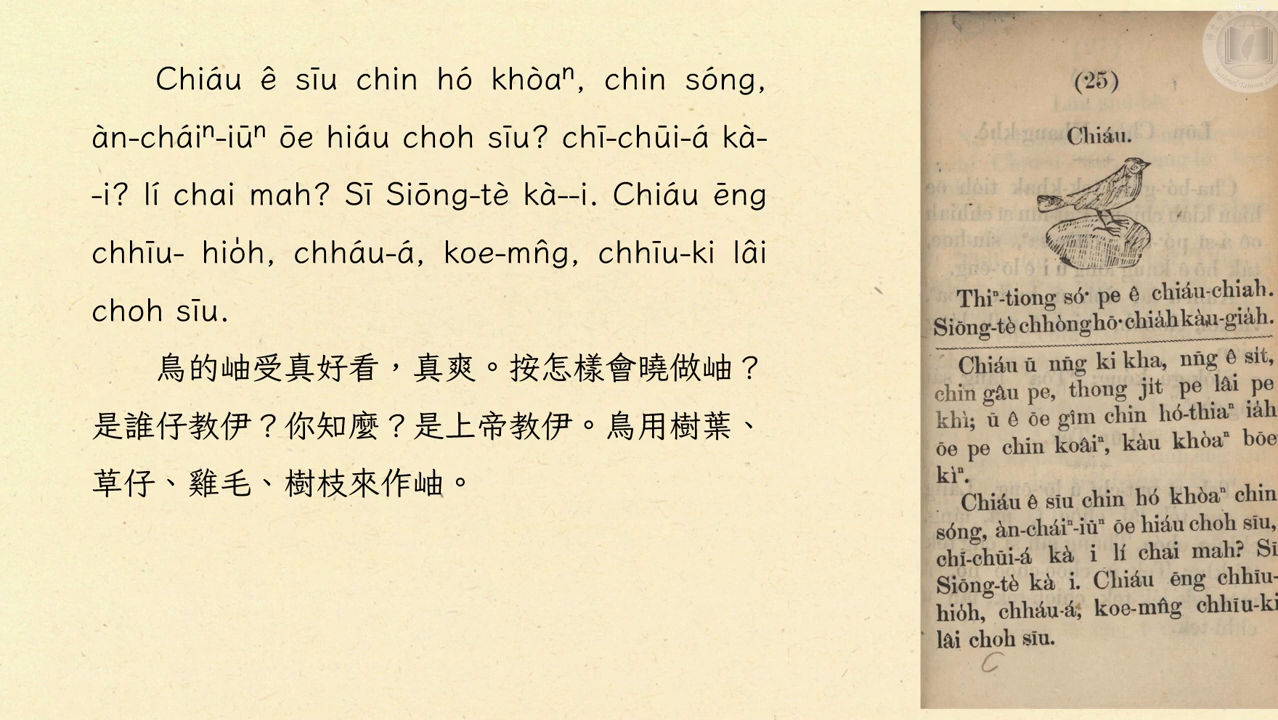 Chiáu ê sīu chin hó khòaⁿ, chin sóng,
àn-cháiⁿ-iūⁿ ōe hiáu choh sīu? chī-chūi-á kà-
-i? lí chai mah? Sī Siōng-tè kà--i. Chiáu ēng
chhīu- hio̍h, chháu-á, koe-mn̂g, chhīu-ki lâi
choh sīu.
鳥的岫受真好看，真爽。按怎樣會曉做岫？
是誰仔教伊？你知麼？是上帝教伊。鳥用樹葉、
草仔、雞毛、樹枝來作岫。
(25)
Chiáu.
Thiⁿ-tiong só͘ pe ê chiáu-chiah.
Siōng-tè chhòng hō͘ chia̍h kàu-gia̍h.
Chiáu ū nn̄g ki kha, nn̄g ê si̍t,
chin gâu pe, thong ji̍t pe lâi pe
khì; ū ê ōe gîm chin hó-thiaⁿ ia̍h
ōe pe chin koâiⁿ, kàu khòaⁿ bōe
kìⁿ.
Chiáu ê sīu chin hó khòaⁿ chin
sóng, àn-cháiⁿ-iūⁿ ōe hiáu choh sīu,
chī-chūi-á kà i lí chai mah? Sī
Siōng-tè kà i. Chiáu ēng chhīu-
hio̍h, chháu-á, koe-mn̂g chhīu-ki
lâi choh sīu.